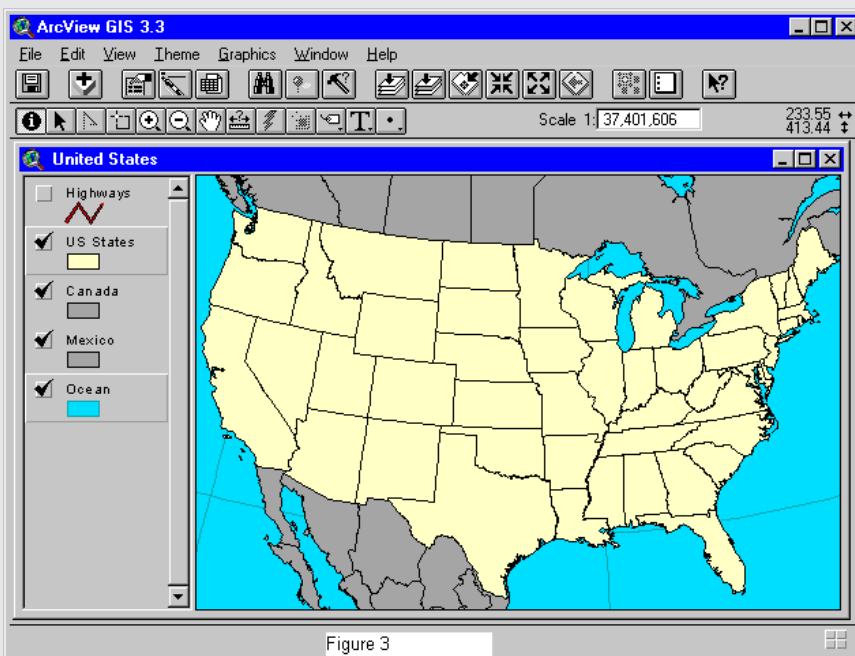 ArcView GIS 3.3
File Edit View Theme Graphics Window Help
T
Scale 1: 37,401,606
233.55
413.44
United States
Highways
US States
Canada
Mexico
Ocean
Figure 3